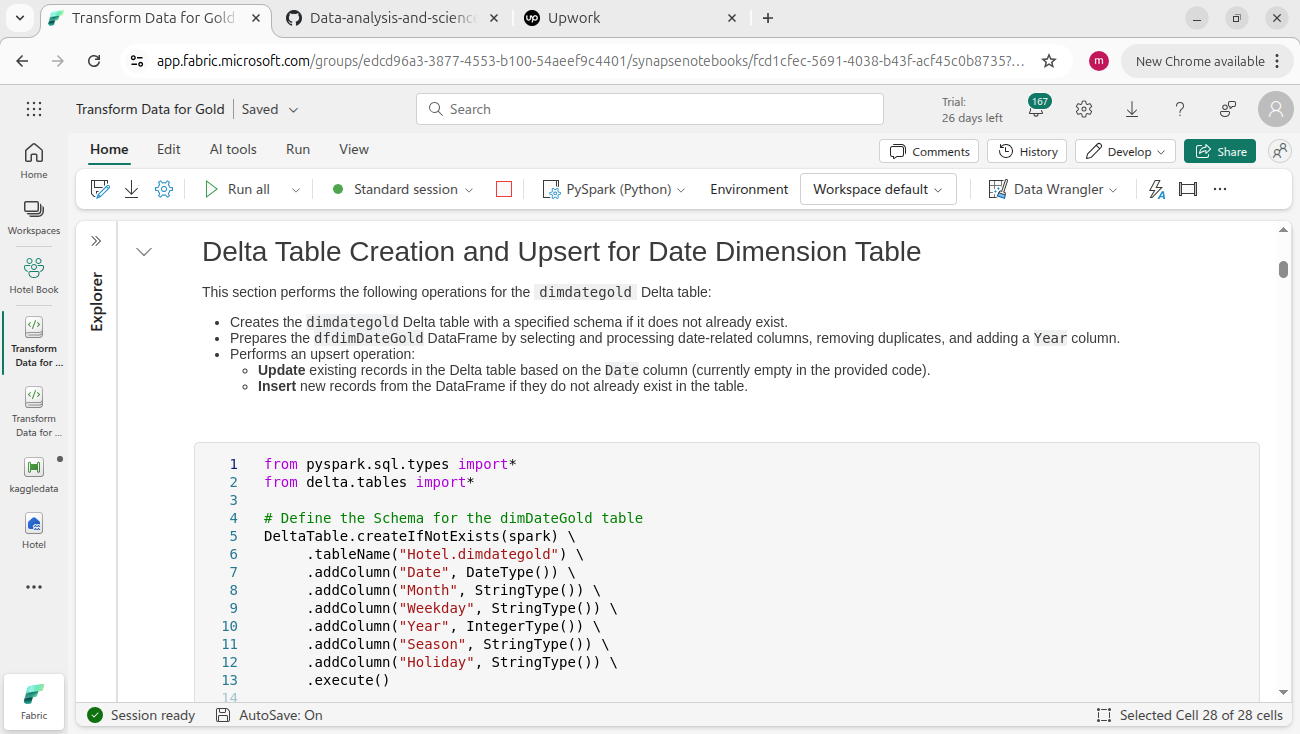 Transform Data for Gold
Data-analysis-and-science
Upwork
app.fabric.microsoft.com/groups/edcd96a3-3877-4553-b100-54aeef9c4401/synapsenotebooks/fcd1cfec-5691-4038-b43f-acf45c0b8735?...
m
New Chrome available
Transform Data for Gold
Saved
Search
Trial:
26 days left
167
Home
Edit
AI tools
Run
View
Comments
History
Develop
Share
Run all
Standard session
PySpark (Python)
Environment
Workspace default
Data Wrangler
Home
Workspaces
Hotel Book
Transform
Data for ...
Transform
Data for ...
kaggledata
Hotel
Fabric
Explorer
Delta Table Creation and Upsert for Date Dimension Table
This section performs the following operations for the dimdategold Delta table:
• Creates the dimdategold Delta table with a specified schema if it does not already exist.
• Prepares the dfdimDateGold DataFrame by selecting and processing date-related columns, removing duplicates, and adding a Year column.
• Performs an upsert operation:
◦ Update existing records in the Delta table based on the Date column (currently empty in the provided code).
◦ Insert new records from the DataFrame if they do not already exist in the table.
1 from pyspark.sql.types import*
2 from delta.tables import*
3
4 # Define the Schema for the dimDateGold table
5 DeltaTable.createIfNotExists(spark) \
6 .tableName("Hotel.dimdategold") \
7 .addColumn("Date", DateType()) \
8 .addColumn("Month", StringType()) \
9 .addColumn("Weekday", StringType()) \
10 .addColumn("Year", IntegerType()) \
11 .addColumn("Season", StringType()) \
12 .addColumn("Holiday", StringType()) \
13 .execute()
14
Session ready
AutoSave: On
Selected Cell 28 of 28 cells